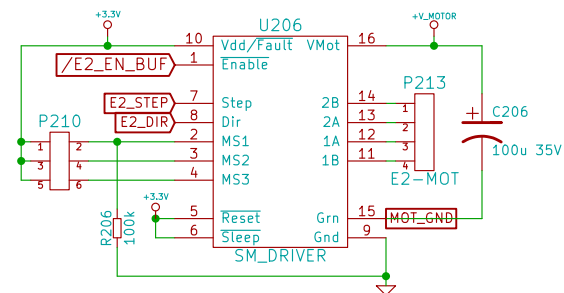 +3.3V
U206
+V_MOTOR
10 Vdd/Fault VMot 16
/E2_EN_BUF 1 Enable
P213
E2_STEP 7 Step 2B 14 1
E2_DIR 8 Dir 2A 13 2
C206
P210
1 2 2 MS1 1A 12 3
3 4 3 MS2 1B 11 4
100u 35V
5 6 4 MS3
E2-MOT
+3.3V
R206
100k
5 Reset Grn 15 MOT_GND
6 Sleep Gnd 9
SM_DRIVER